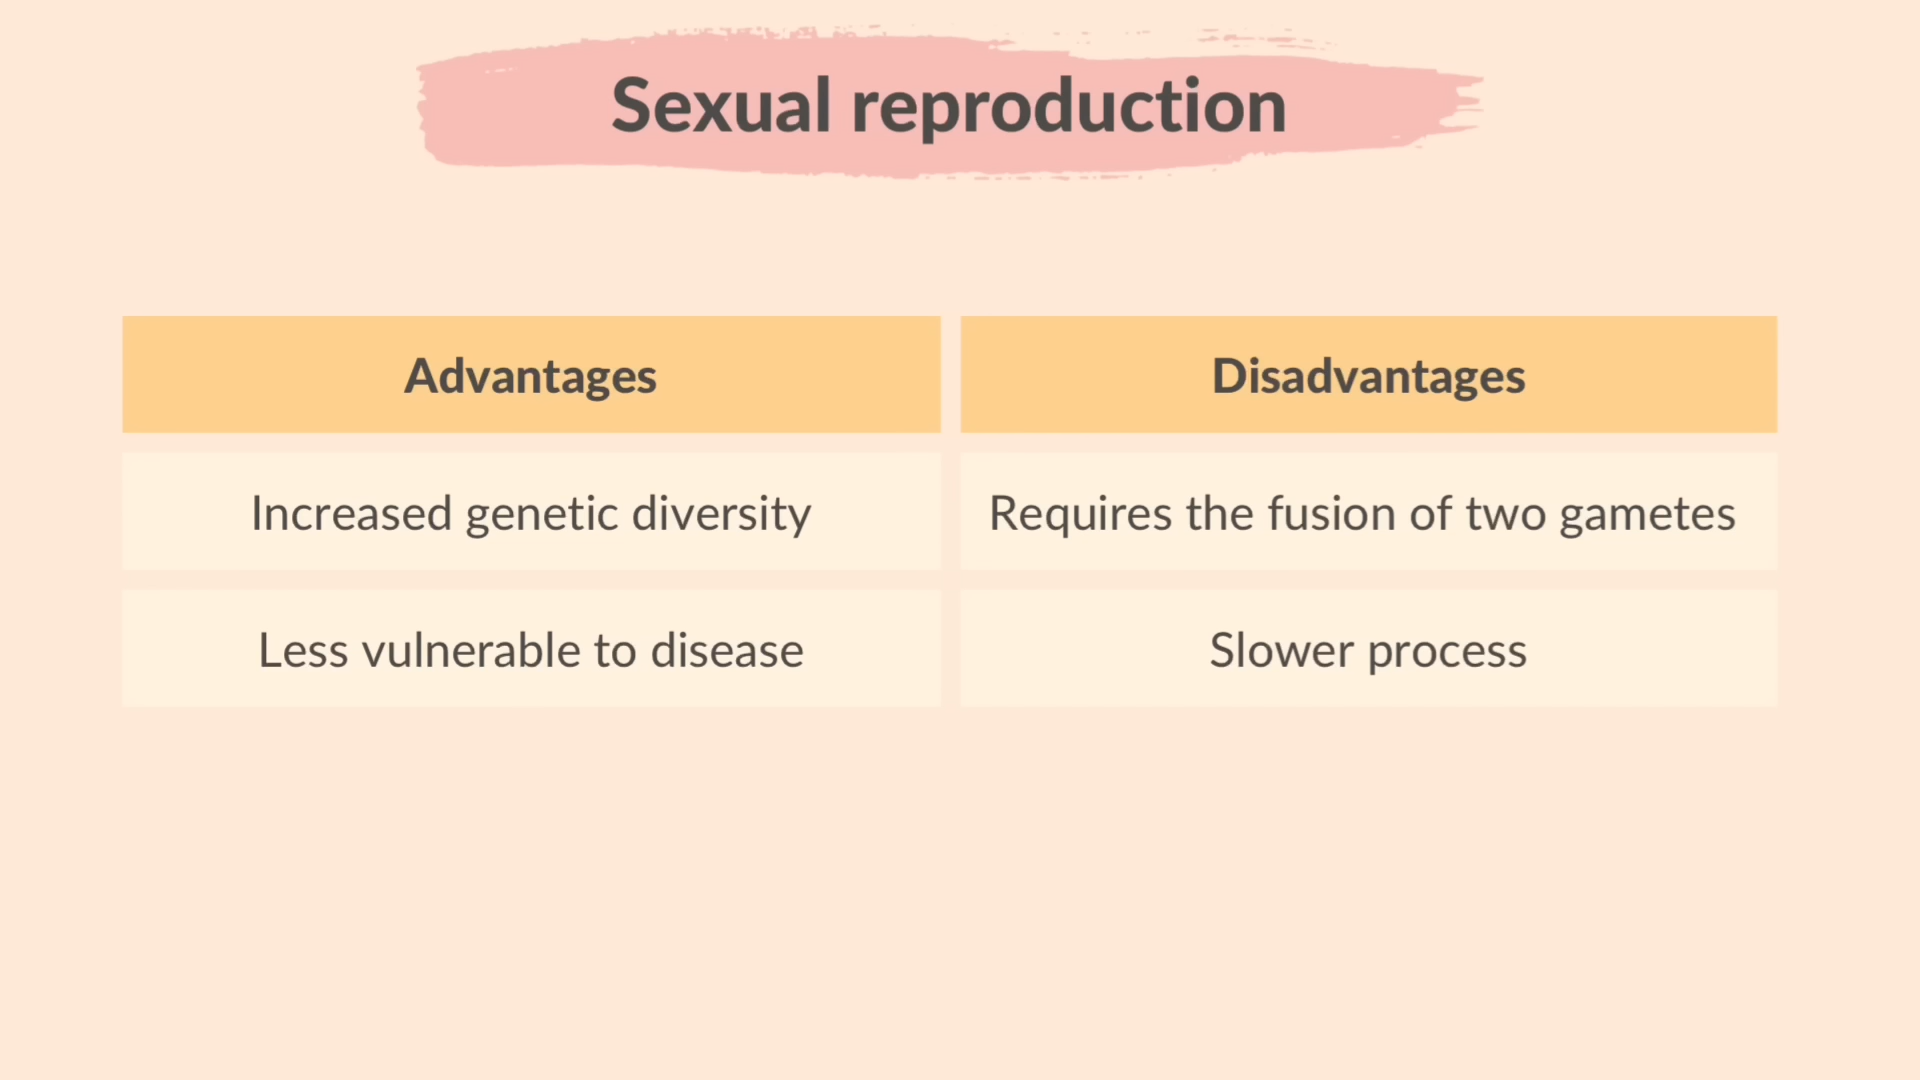 Sexual reproduction
Advantages
Disadvantages
Increased genetic diversity
Requires the fusion of two gametes
Less vulnerable to disease
Slower process